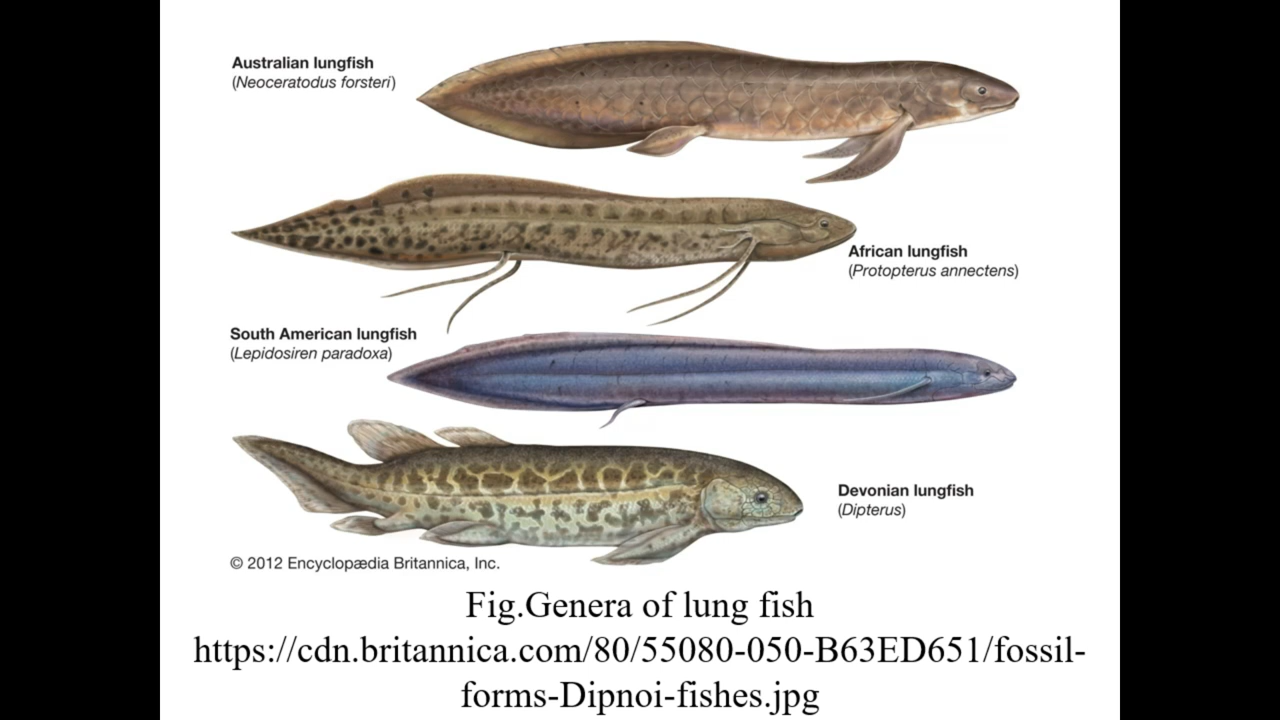 Australian lungfish
(Neoceratodus forsteri)
African lungfish
(Protopterus annectens)
South American lungfish
(Lepidosiren paradoxa)
Devonian lungfish
(Dipterus)
© 2012 Encyclopædia Britannica, Inc.
Fig.Genera of lung fish
https://cdn.britannica.com/80/55080-050-B63ED651/fossil-
forms-Dipnoi-fishes.jpg